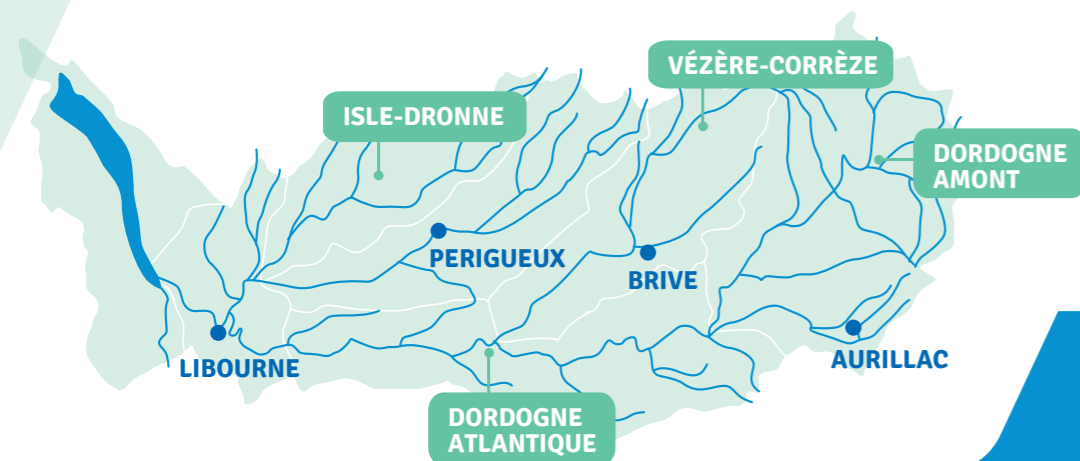 VÉZÈRE-CORRÈZE
ISLE-DRONNE
DORDOGNE
AMONT
PERIGUEUX
BRIVE
LIBOURNE
AURILLAC
DORDOGNE
ATLANTIQUE